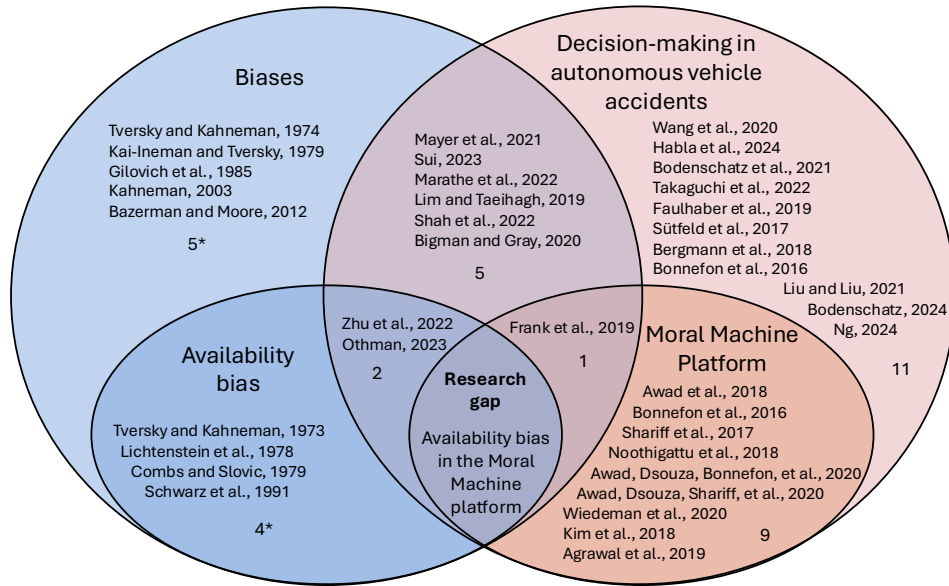 Biases
Tversky and Kahneman, 1974
Kai-Ineman and Tversky, 1979
Gilovich et al., 1985
Kahneman, 2003
Bazerman and Moore, 2012
5*
Decision-making in
autonomous vehicle
accidents
Wang et al., 2020
Habla et al., 2024
Bodenschatz et al., 2021
Takaguchi et al., 2022
Faulhaber et al., 2019
Sütfeld et al., 2017
Bergmann et al., 2018
Bonnefon et al., 2016
Liu and Liu, 2021
Bodenschatz, 2024
Ng, 2024
11
Mayer et al., 2021
Sui, 2023
Marathe et al., 2022
Lim and Taeihagh, 2019
Shah et al., 2022
Bigman and Gray, 2020
5
Zhu et al., 2022
Othman, 2023
2
Frank et al., 2019
1
Availability
bias
Tversky and Kahneman, 1973
Lichtenstein et al., 1978
Combs and Slovic, 1979
Schwarz et al., 1991
4*
Research
gap
Availability bias
in the Moral
Machine
platform
Moral Machine
Platform
Awad et al., 2018
Bonnefon et al., 2016
Shariff et al., 2017
Noothigattu et al., 2018
Awad, Dsouza, Bonnefon, et al., 2020
Awad, Dsouza, Shariff, et al., 2020
Wiedeman et al., 2020
Kim et al., 2018
Agrawal et al., 2019
9